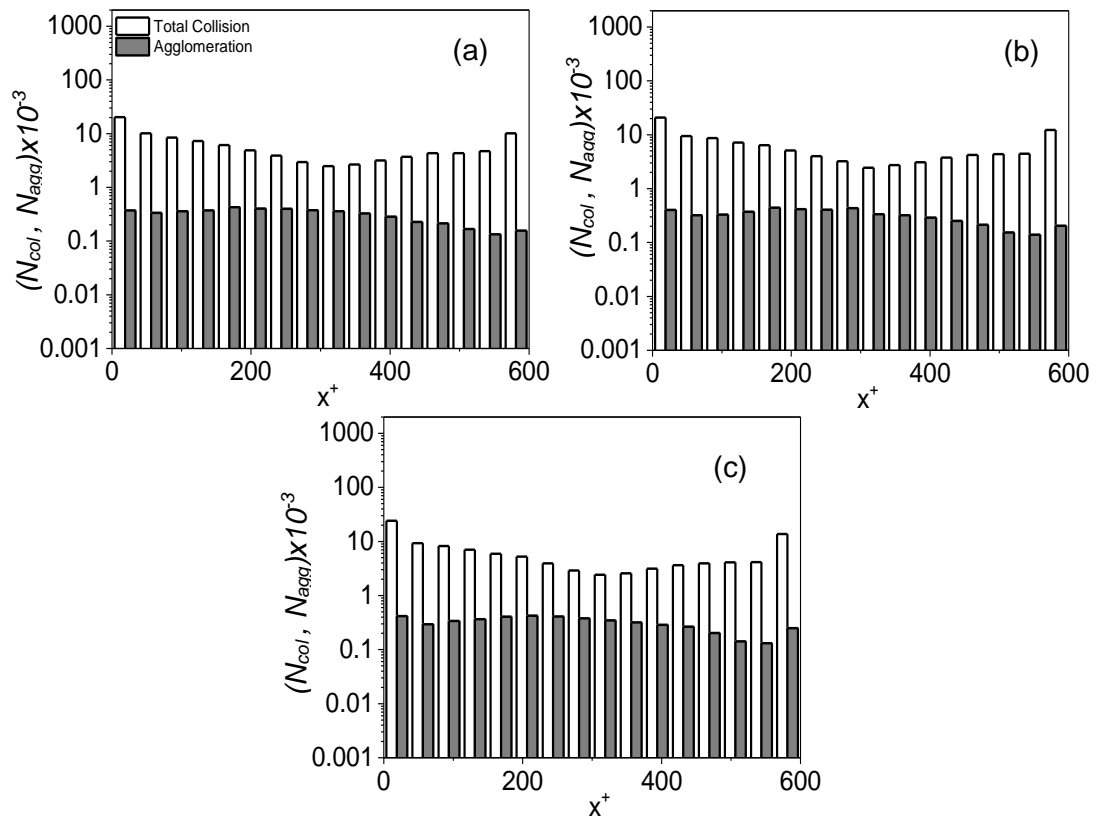 1000
100
10
1
0.1
0.01
0.001
(N_col , N_agg)x10^-3
Total Collision
Agglomeration
(a)
0 200 400 600
x^+
1000
100
10
1
0.1
0.01
0.001
(N_col , N_agg)x10^-3
(b)
0 200 400 600
x^+
1000
100
10
1
0.1
0.01
0.001
(N_col , N_agg)x10^-3
(c)
0 200 400 600
x^+